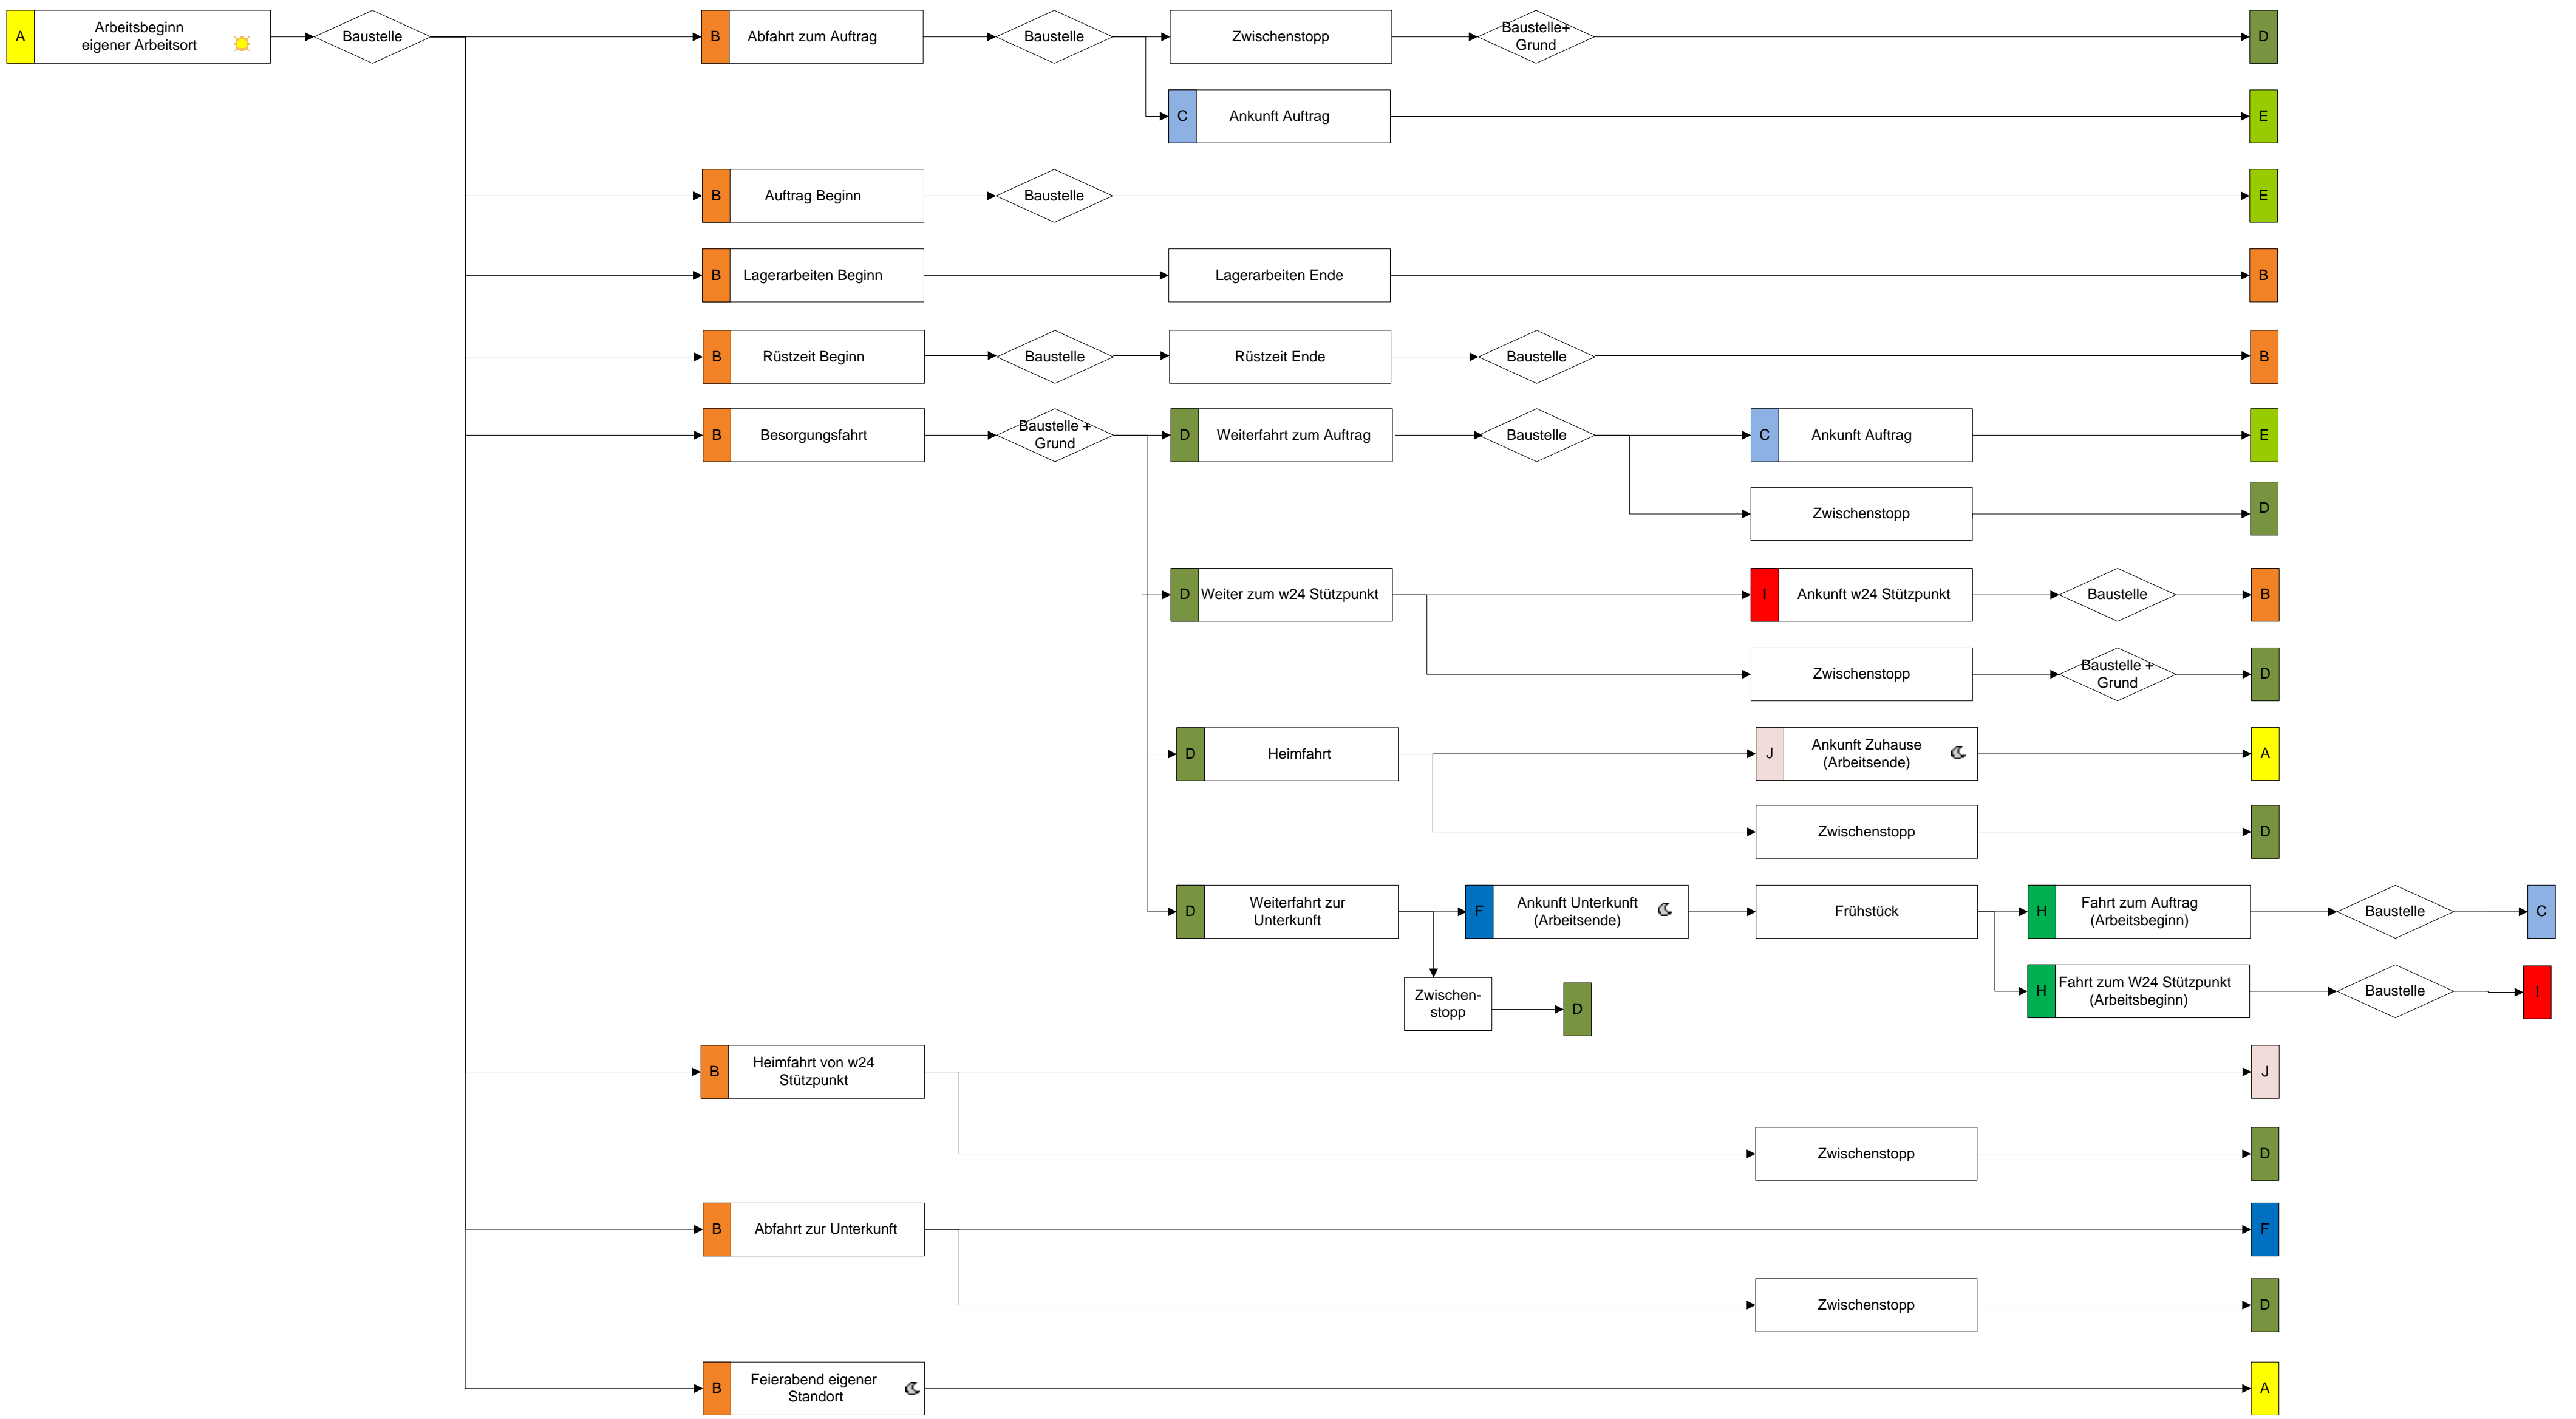 A
Arbeitsbeginn
eigener Arbeitsort
Baustelle
B
Abfahrt zum Auftrag
Baustelle
Zwischenstopp
Baustelle+
Grund
D
C
Ankunft Auftrag
E
B
Auftrag Beginn
Baustelle
E
B
Lagerarbeiten Beginn
Lagerarbeiten Ende
B
B
Rüstzeit Beginn
Baustelle
Rüstzeit Ende
Baustelle
B
B
Besorgungsfahrt
Baustelle +
Grund
D
Weiterfahrt zum Auftrag
Baustelle
C
Ankunft Auftrag
E
Zwischenstopp
D
D
Weiter zum w24 Stützpunkt
I
Ankunft w24 Stützpunkt
Baustelle
B
Zwischenstopp
Baustelle +
Grund
D
D
Heimfahrt
J
Ankunft Zuhause
(Arbeitsende)
A
Zwischenstopp
D
D
Weiterfahrt zur
Unterkunft
F
Ankunft Unterkunft
(Arbeitsende)
Frühstück
H
Fahrt zum Auftrag
(Arbeitsbeginn)
Baustelle
C
Zwischen-
stopp
D
H
Fahrt zum W24 Stützpunkt
(Arbeitsbeginn)
Baustelle
I
B
Heimfahrt von w24
Stützpunkt
J
Zwischenstopp
D
B
Abfahrt zur Unterkunft
F
Zwischenstopp
D
B
Feierabend eigener
Standort
A